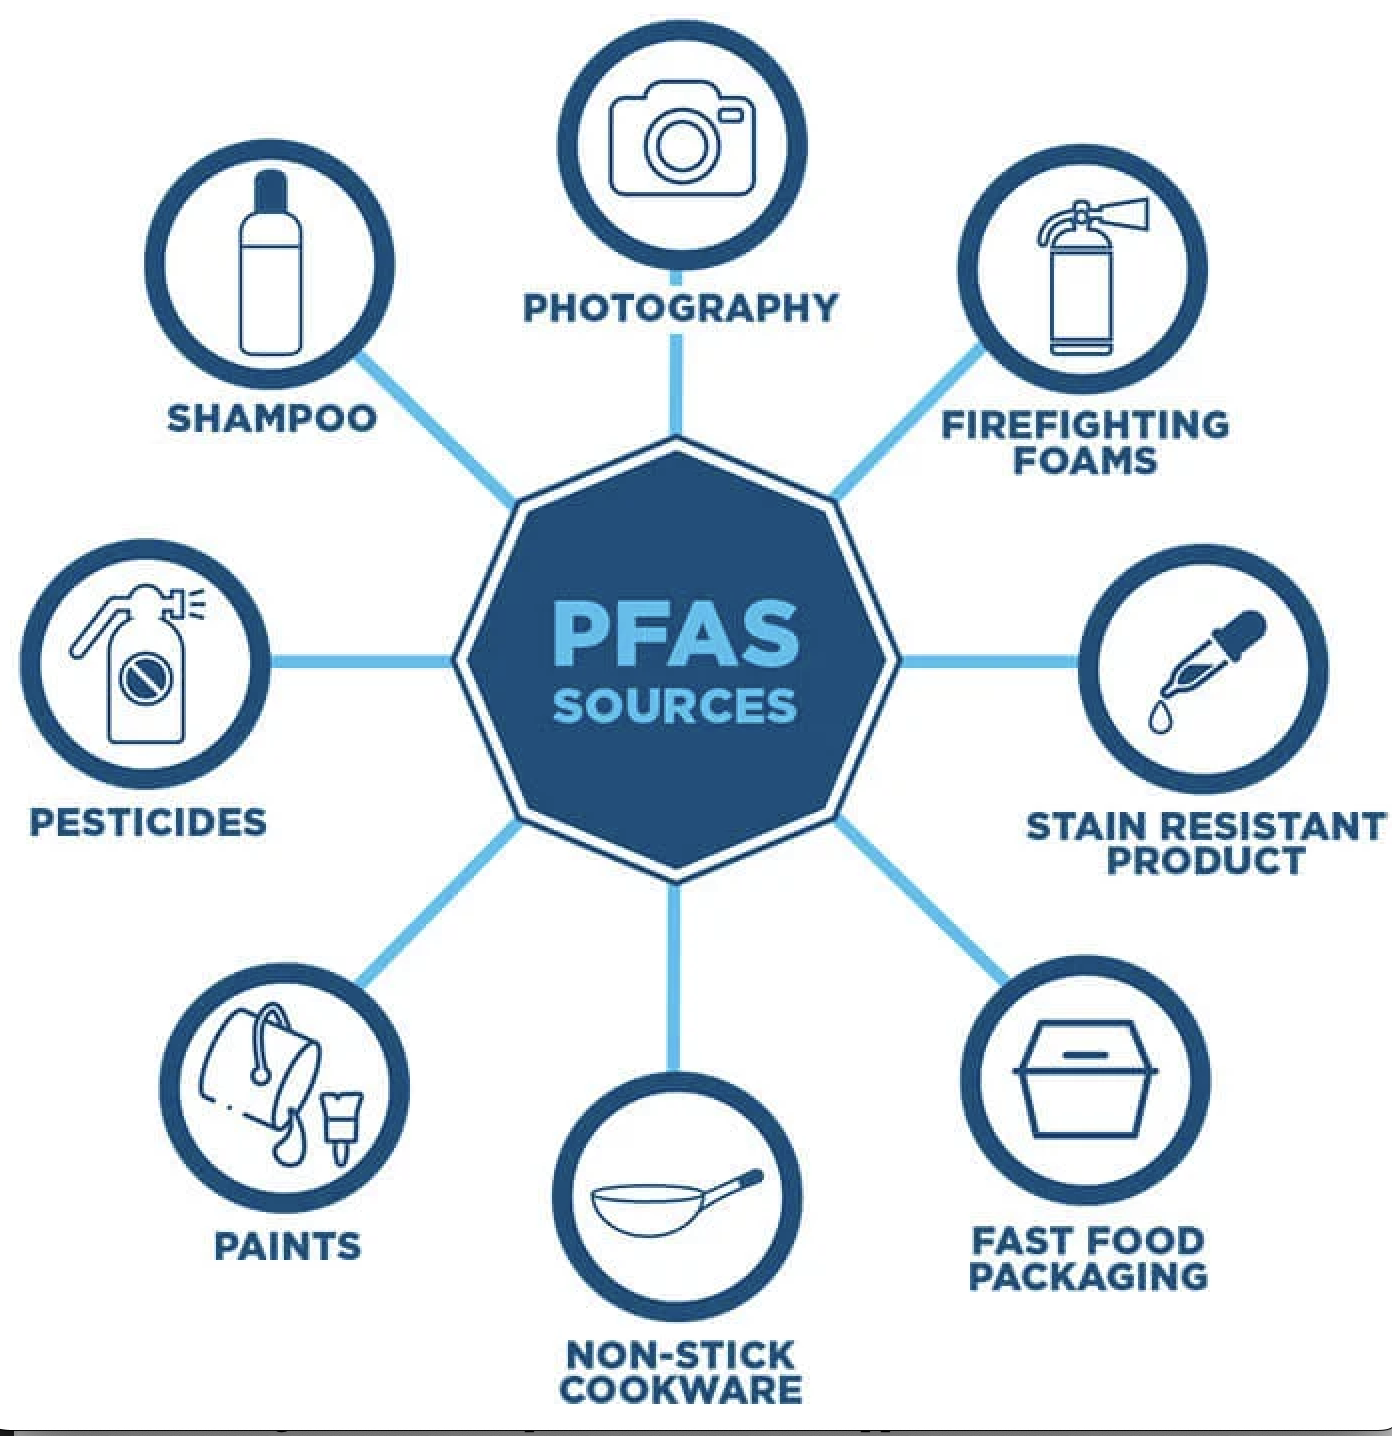 PHOTOGRAPHY
SHAMPOO
FIREFIGHTING
FOAMS
PFAS
SOURCES
PESTICIDES
STAIN RESISTANT
PRODUCT
PAINTS
FAST FOOD
PACKAGING
NON-STICK
COOKWARE